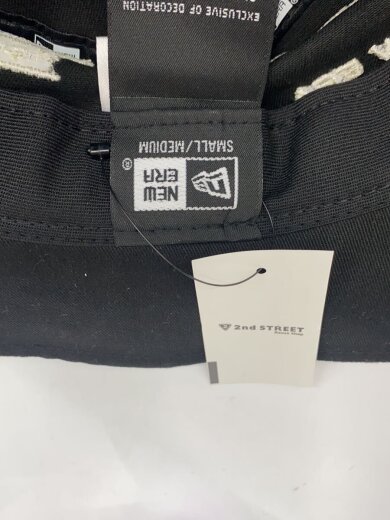 EXCLUSIVE OF DECORATION
SMALL/MEDIUM
NEW
ERA
®
2nd STREET